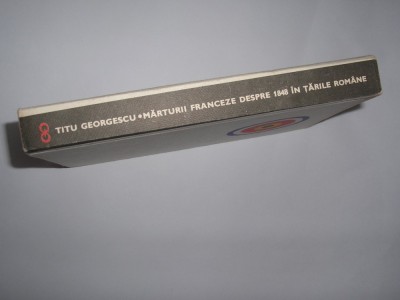 TITU GEORGESCU • MĂRTURII FRANCEZE DESPRE 1848 ÎN ȚĂRILE ROMÂNE